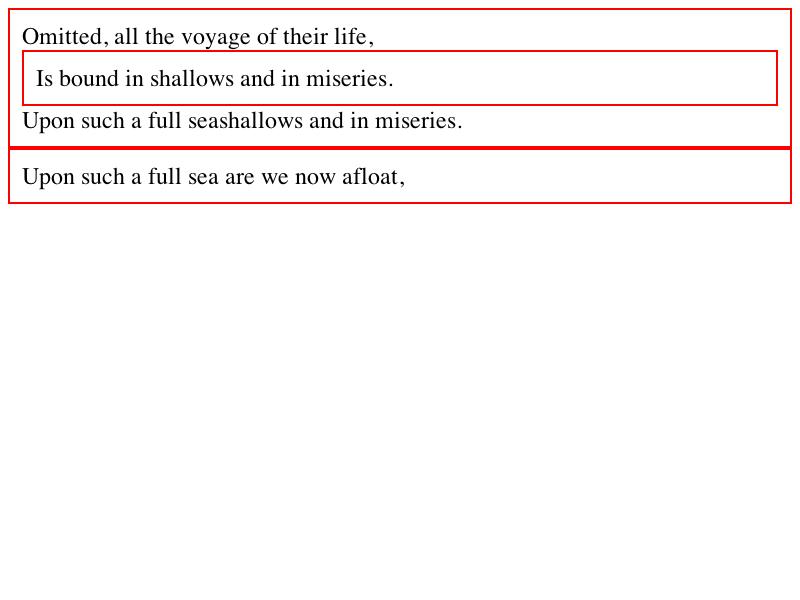 Omitted, all the voyage of their life,
Is bound in shallows and in miseries.
Upon such a full seashallows and in miseries.
Upon such a full sea are we now afloat,